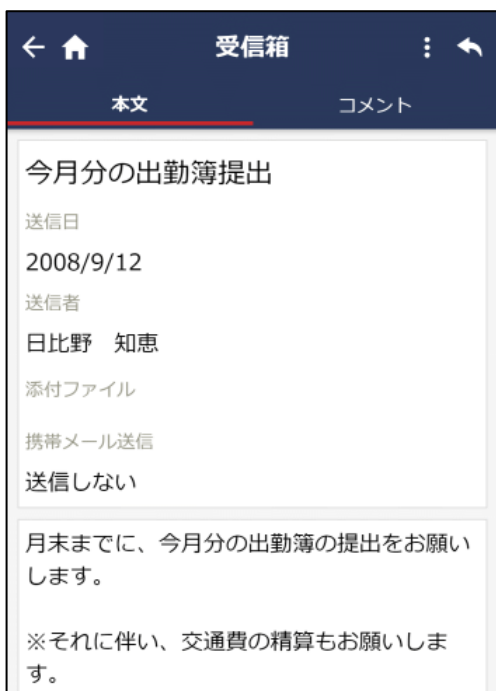 受信箱
本文
コメント
今月分の出勤簿提出
送信日
2008/9/12
送信者
日比野　知恵
添付ファイル
携帯メール送信
送信しない
月末までに、今月分の出勤簿の提出をお願い
します。
※それに伴い、交通費の精算もお願いしま
す。